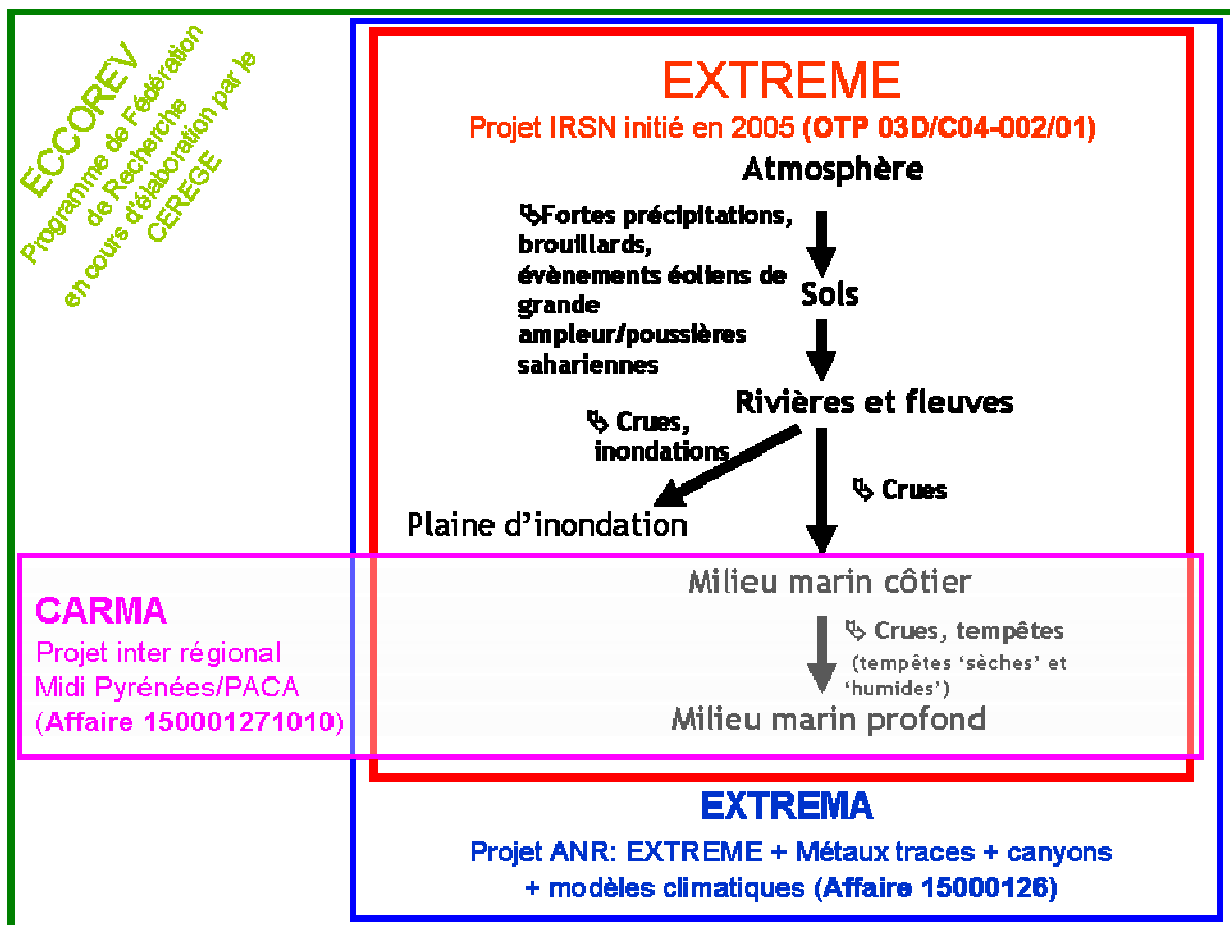 ECCOREV
Programme de Fédération
de Recherche
en cours d'élaboration par le
CEREGE
EXTREME
Projet IRSN initié en 2005 (OTP 03D/C04-002/01)
Atmosphère
Fortes précipitations,
brouillards,
évènements éoliens de
grande
ampleur/poussières
sahariennes
Sols
Rivières et fleuves
Crues,
inondations
Crues
Plaine d'inondation
Milieu marin côtier
Crues, tempêtes
(tempêtes 'sèches' et
'humides')
Milieu marin profond
CARMA
Projet inter régional
Midi Pyrénées/PACA
(Affaire 150001271010)
EXTREMA
Projet ANR: EXTREME + Métaux traces + canyons
+ modèles climatiques (Affaire 15000126)